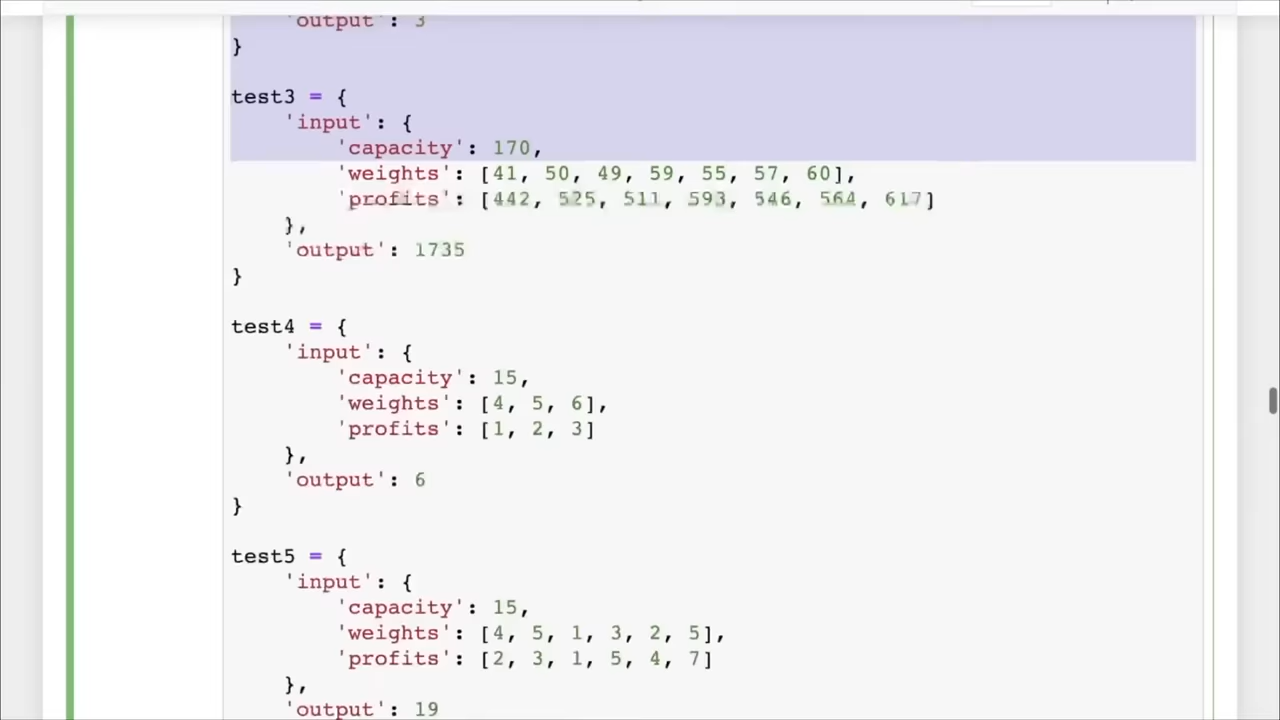 'output': 3
}
test3 = {
    'input': {
        'capacity': 170,
        'weights': [41, 50, 49, 59, 55, 57, 60],
        'profits': [442, 525, 511, 593, 546, 564, 617]
    },
    'output': 1735
}
test4 = {
    'input': {
        'capacity': 15,
        'weights': [4, 5, 6],
        'profits': [1, 2, 3]
    },
    'output': 6
}
test5 = {
    'input': {
        'capacity': 15,
        'weights': [4, 5, 1, 3, 2, 5],
        'profits': [2, 3, 1, 5, 4, 7]
    },
    'output': 19